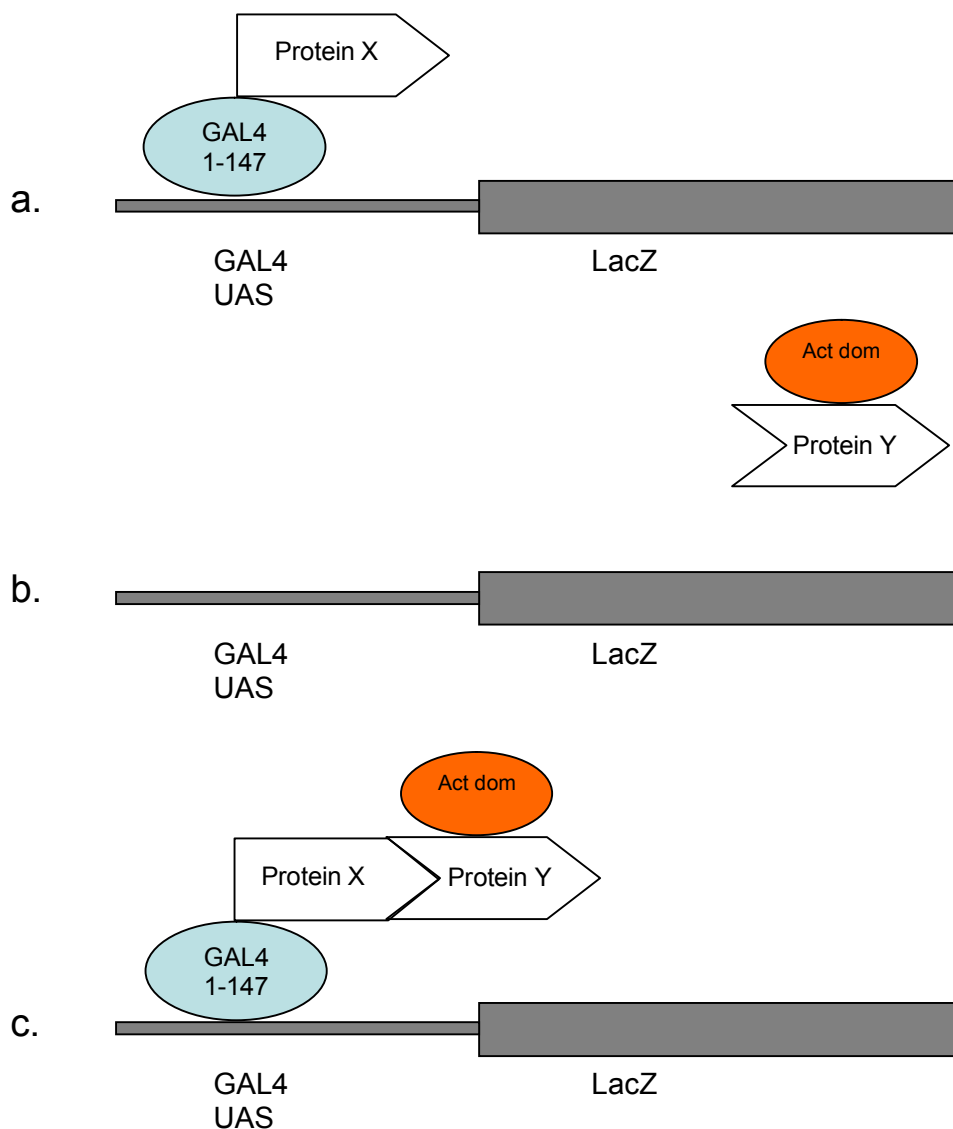 Protein X
GAL4
1-147
a.
GAL4
UAS
LacZ
Act dom
Protein Y
b.
GAL4
UAS
LacZ
Act dom
Protein X
Protein Y
GAL4
1-147
c.
GAL4
UAS
LacZ